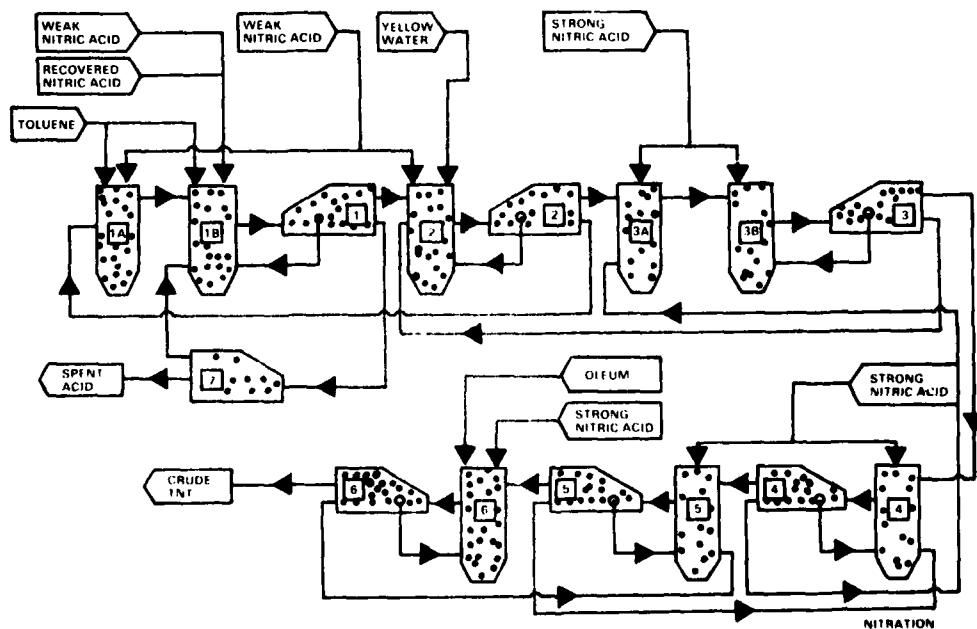 WEAK
NITRIC ACID
WEAK
NITRIC ACID
YELLOW
WATER
STRONG
NITRIC ACID
RECOVERED
NITRIC ACID
TOLUENE
1A
1B
1
2
2
3A
3B
3
7
SPENT
ACID
OLEUM
STRONG
NITRIC ACID
STRONG
NITRIC ACID
CRUDE
TNT
6
6
5
5
4
4
NITRATION